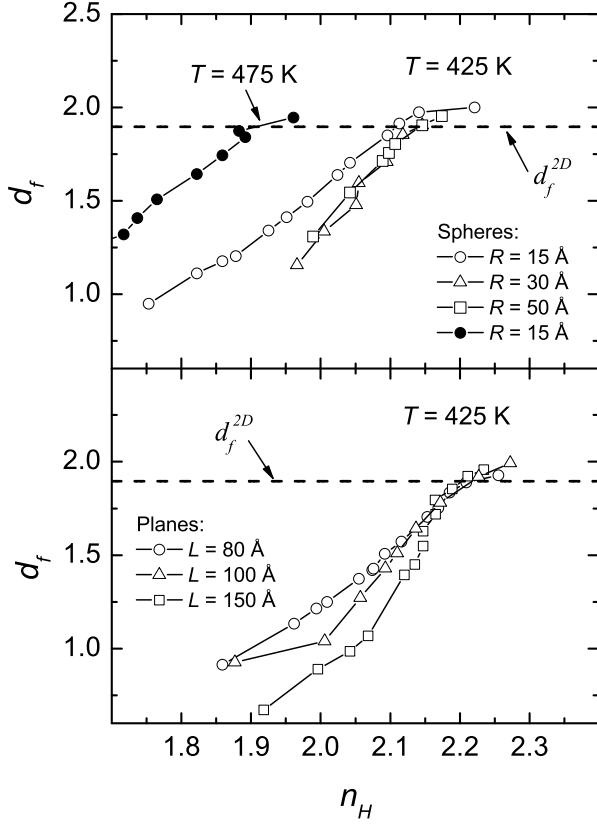 2.5
T = 475 K
T = 425 K
2.0
d_f^{2D}
1.5
d_f
Spheres:
R = 15 Å
R = 30 Å
R = 50 Å
R = 15 Å
1.0
T = 425 K
d_f^{2D}
2.0
Planes:
L = 80 Å
L = 100 Å
L = 150 Å
1.5
d_f
1.0
1.8 1.9 2.0 2.1 2.2 2.3
n_H